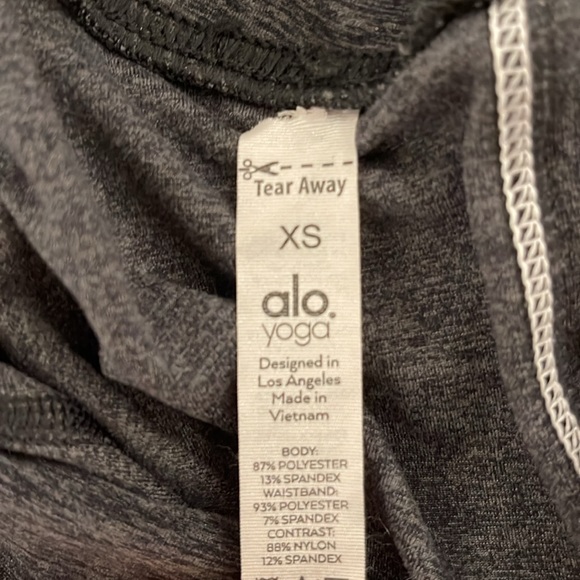 Tear Away
XS
alo.
yoga
Designed in
Los Angeles
Made in
Vietnam
BODY:
87% POLYESTER
13% SPANDEX
WAISTBAND:
93% POLYESTER
7% SPANDEX
CONTRAST:
88% NYLON
12% SPANDEX